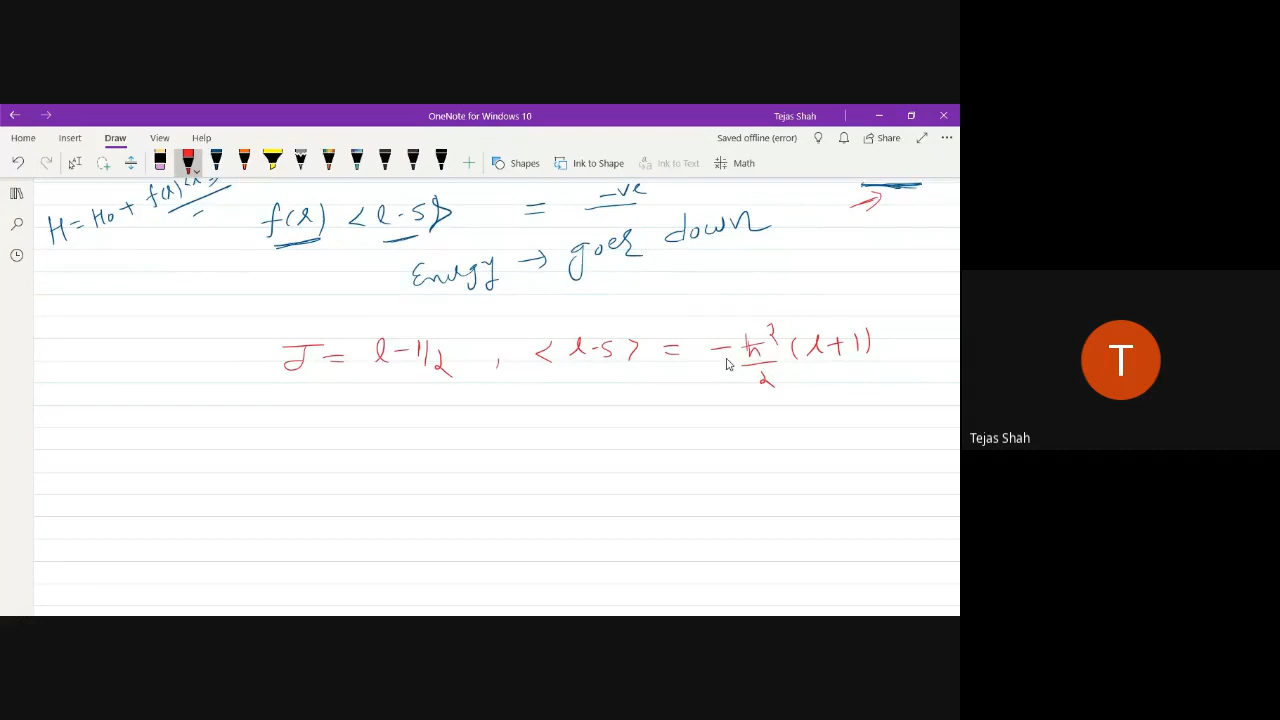 OneNote for Windows 10
Tejas Shah
Home Insert Draw View Help
Saved offline (error)
Share
Shapes
Ink to Shape
Ink to Text
Math
H = H0 +
f(r) <l-s> = -ve
Energy → goes down
J = l - 1/2 , <l-s> = -ħ²/2 (l+1)
T
Tejas Shah